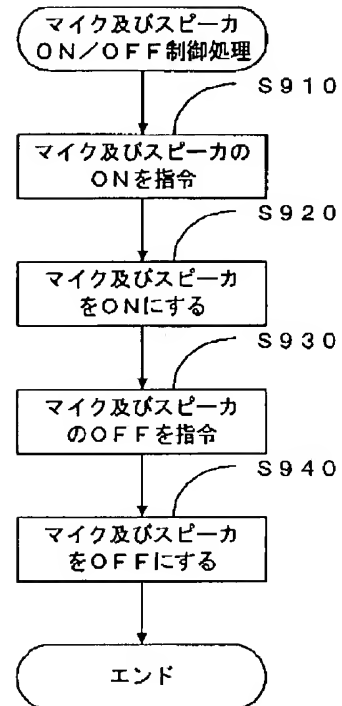 マイク及びスピーカ
ON/OFF制御処理
S910
マイク及びスピーカの
ONを指令
S920
マイク及びスピーカ
をONにする
S930
マイク及びスピーカ
のOFFを指令
S940
マイク及びスピーカ
をOFFにする
エンド